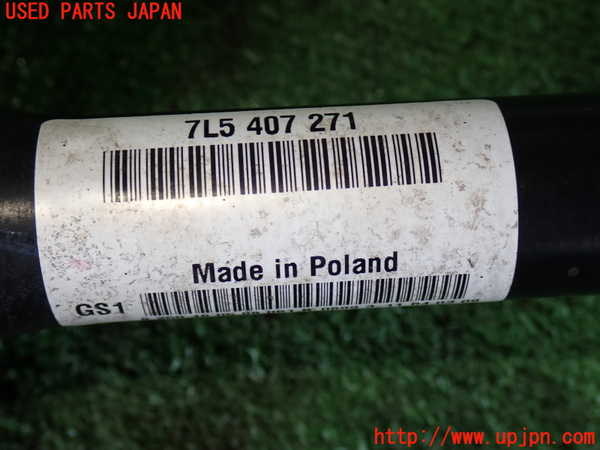 USED PARTS JAPAN
7L5 407 271
Made in Poland
GS1
http://www.upjpn.com